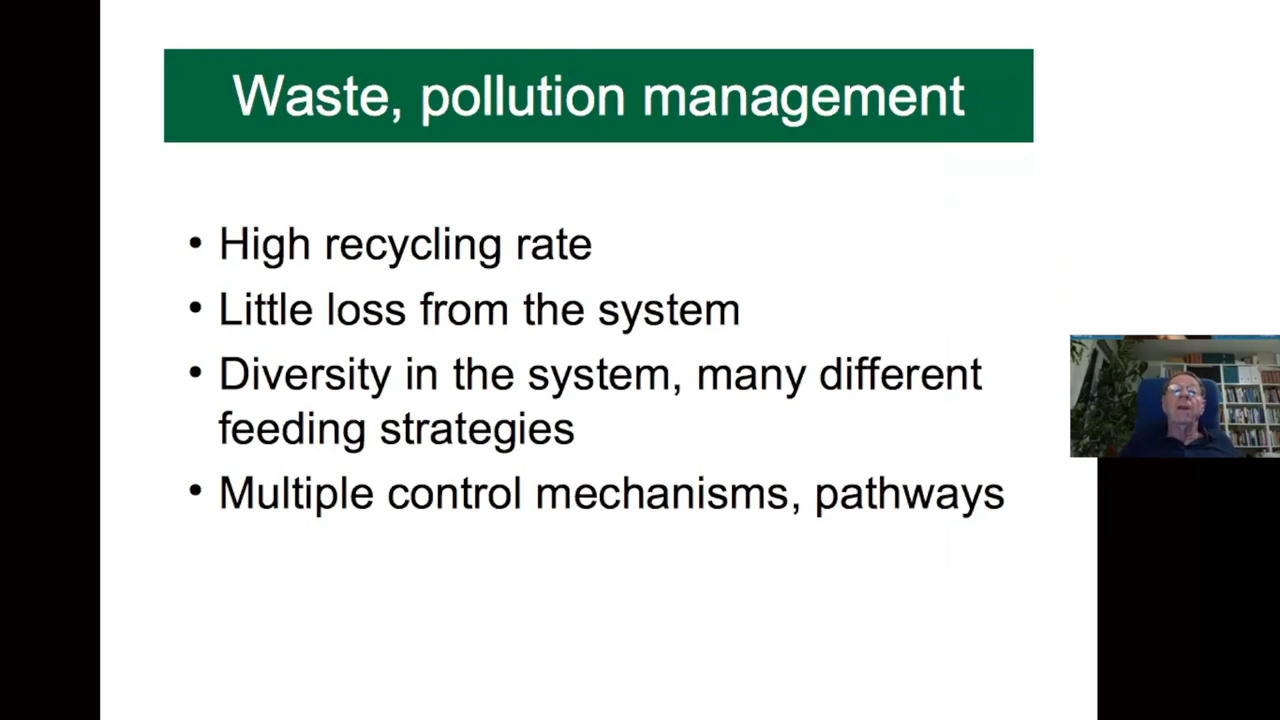 Waste, pollution management
• High recycling rate
• Little loss from the system
• Diversity in the system, many different
feeding strategies
• Multiple control mechanisms, pathways